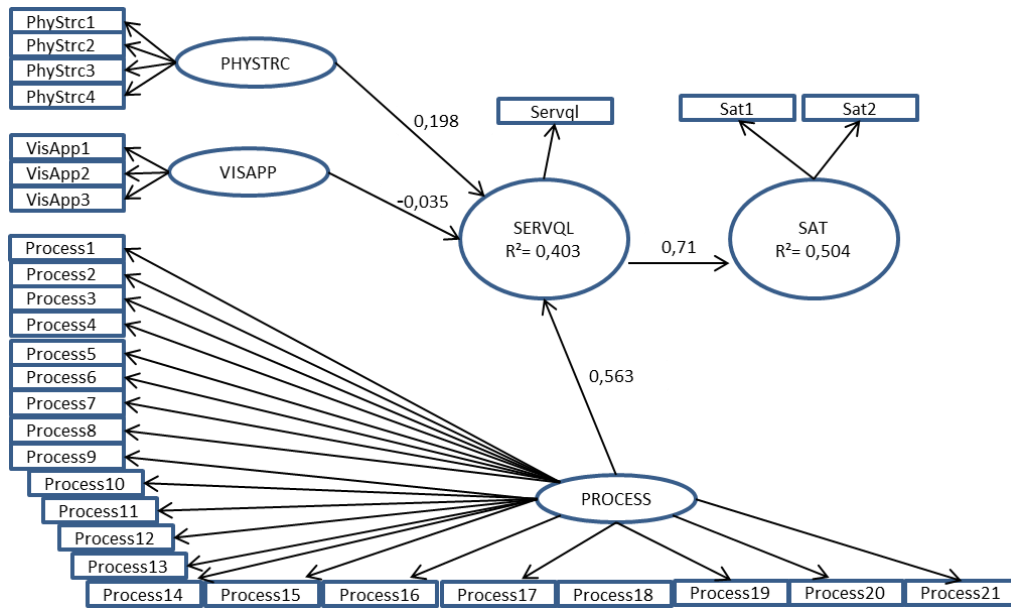 PhyStrc1
PhyStrc2
PhyStrc3
PhyStrc4
PHYSTRC
0,198
Servql
Sat1
Sat2
VisApp1
VisApp2
VisApp3
VISAPP
-0,035
SERVQL
R²= 0,403
0,71
SAT
R²= 0,504
Process1
Process2
Process3
Process4
Process5
Process6
Process7
Process8
Process9
Process10
Process11
Process12
Process13
0,563
PROCESS
Process14
Process15
Process16
Process17
Process18
Process19
Process20
Process21